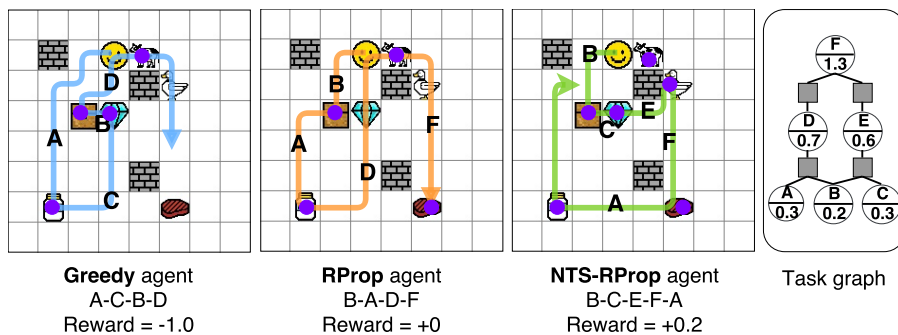 A
B
C
D
Greedy agent
A-C-B-D
Reward = -1.0
A
B
D
F
RProp agent
B-A-D-F
Reward = +0
B
C
E
F
A
NTS-RProp agent
B-C-E-F-A
Reward = +0.2
F
1.3
D
0.7
E
0.6
A
0.3
B
0.2
C
0.3
Task graph